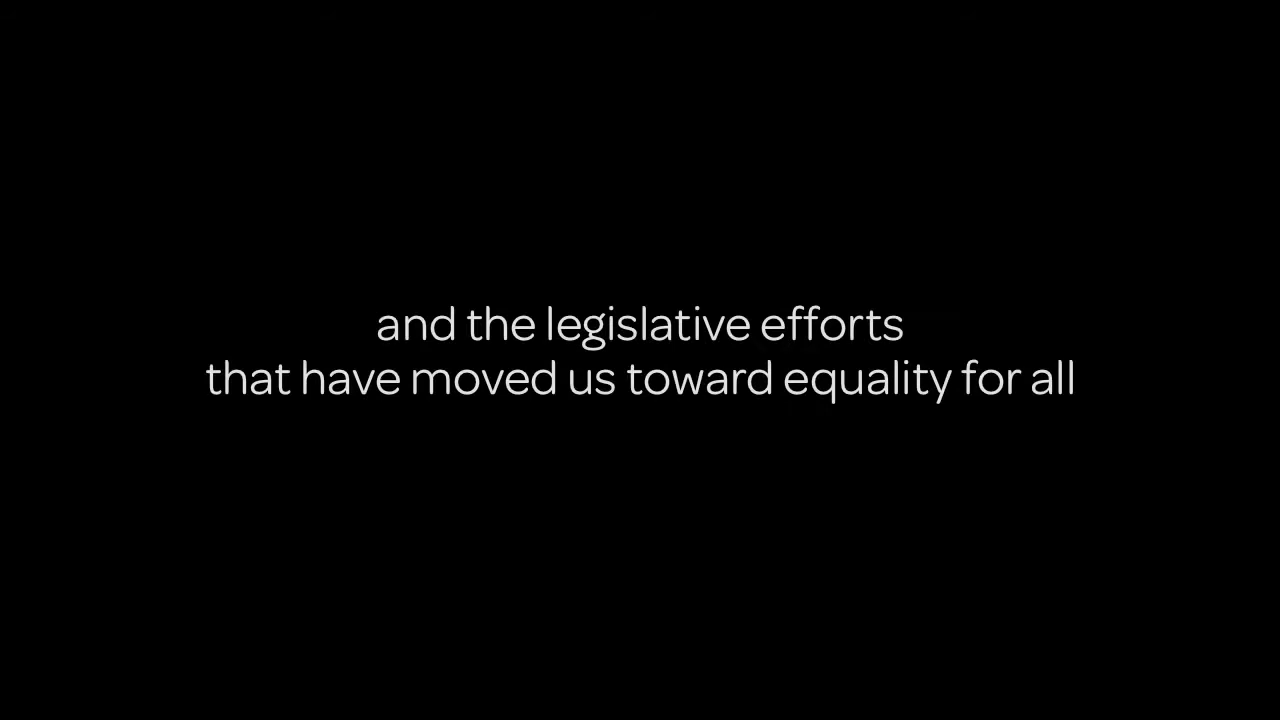 and the legislative efforts
that have moved us toward equality for all